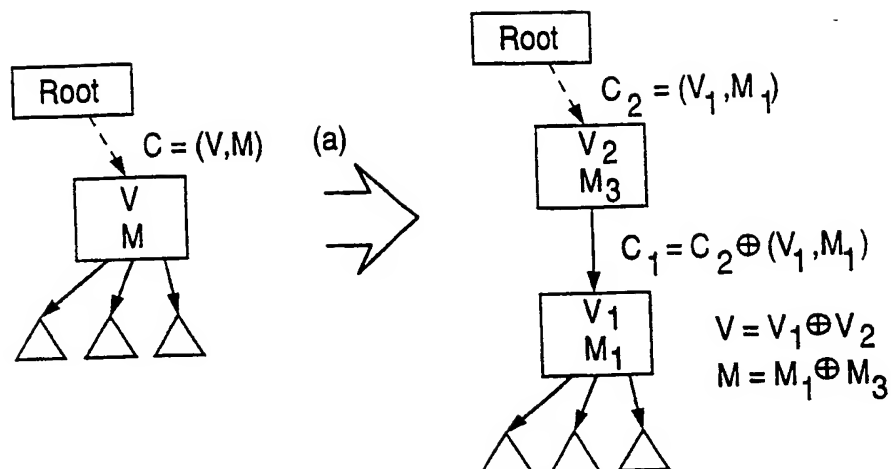 Root
C = (V,M)
V
M
(a)
Root
C₂ = (V₁,M₁)
V₂
M₃
C₁ = C₂ ⊕ (V₁,M₁)
V₁
M₁
V = V₁ ⊕ V₂
M = M₁ ⊕ M₃